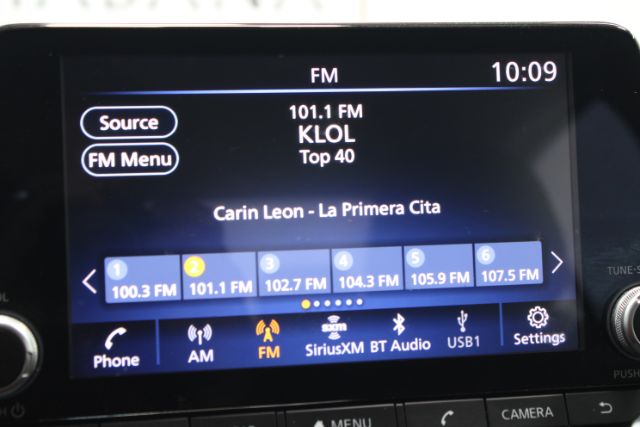 FM 10:09
101.1 FM
Source KLOL
Top 40
FM Menu
Carin Leon - La Primera Cita
1 2 3 4 5 6
100.3 FM 101.1 FM 102.7 FM 104.3 FM 105.9 FM 107.5 FM
Phone AM FM SiriusXM BT Audio USB1 Settings
sxm
MENU CAMERA